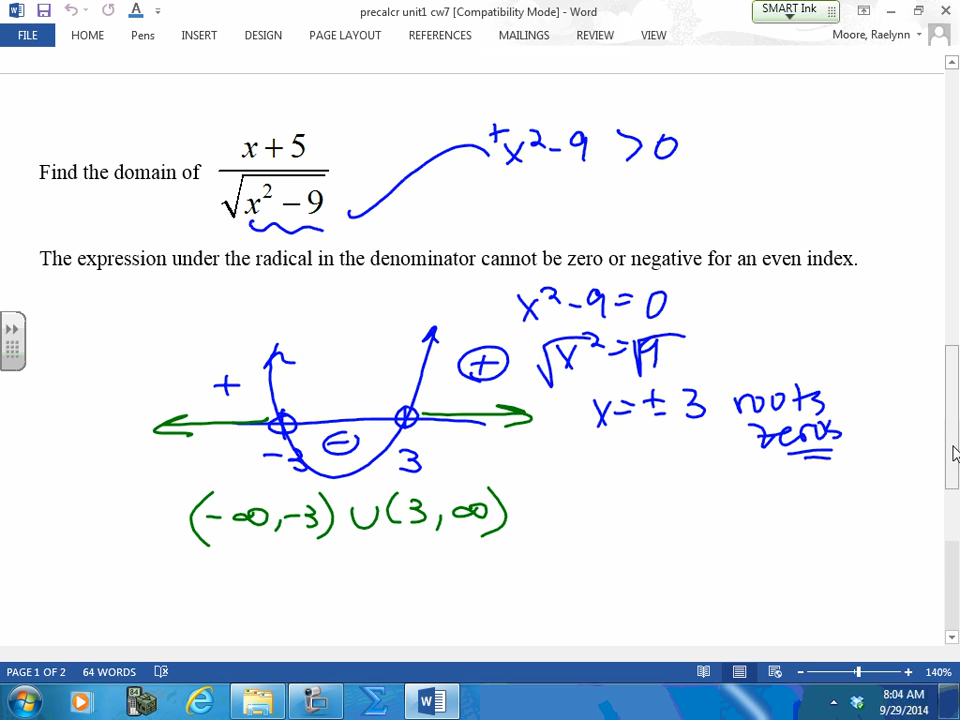 precalcr unit1 cw7 [Compatibility Mode] - Word
SMART Ink
FILE HOME Pens INSERT DESIGN PAGE LAYOUT REFERENCES MAILINGS REVIEW VIEW
Moore, Raelynn
Find the domain of x + 5 / √x² − 9
+x² - 9 > 0
The expression under the radical in the denominator cannot be zero or negative for an even index.
x² - 9 = 0
√x² = √9
x = ± 3 roots
zeros
+ +
−
-3 3
(-∞, -3) ∪ (3, ∞)
PAGE 1 OF 2 64 WORDS
140%
8:04 AM
9/29/2014